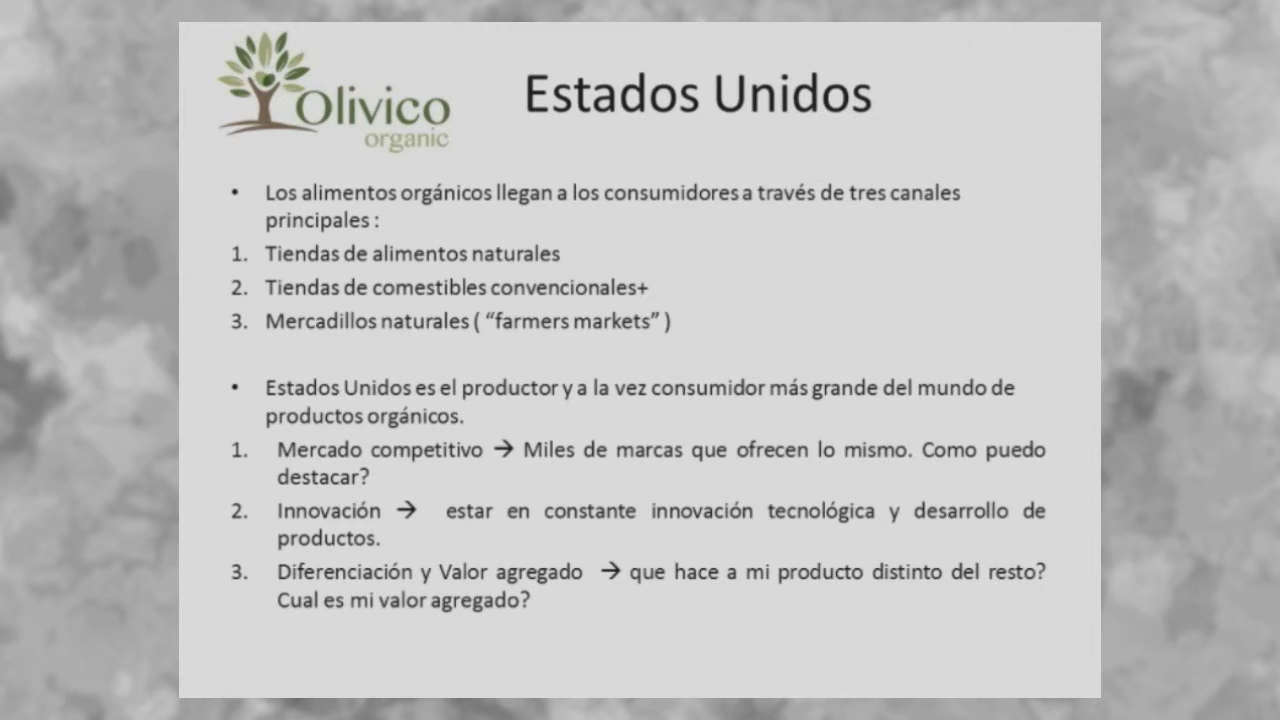 Olivico
organic
Estados Unidos
• Los alimentos orgánicos llegan a los consumidores a través de tres canales
principales :
1. Tiendas de alimentos naturales
2. Tiendas de comestibles convencionales+
3. Mercadillos naturales ( “farmers markets” )
• Estados Unidos es el productor y a la vez consumidor más grande del mundo de
productos orgánicos.
1. Mercado competitivo → Miles de marcas que ofrecen lo mismo. Como puedo
destacar?
2. Innovación → estar en constante innovación tecnológica y desarrollo de
productos.
3. Diferenciación y Valor agregado → que hace a mi producto distinto del resto?
Cual es mi valor agregado?